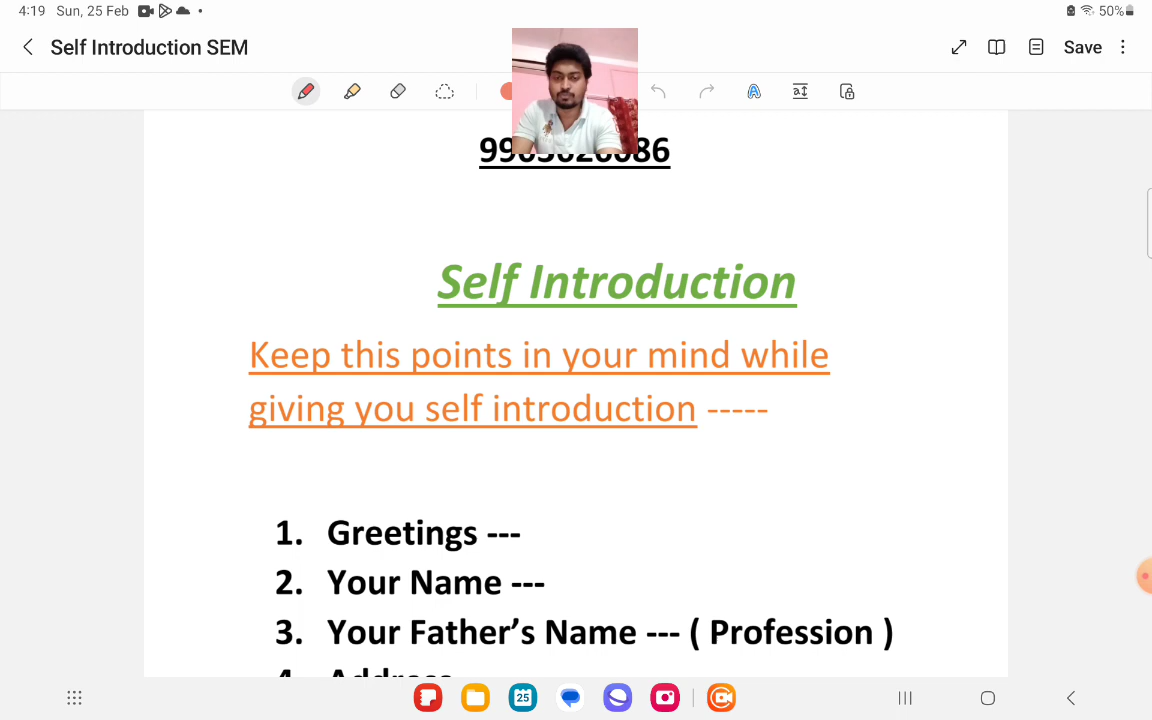 4:19 Sun, 25 Feb
50%
Self Introduction SEM
Save
Self Introduction
Keep this points in your mind while
giving you self introduction -----
1. Greetings ---
2. Your Name ---
3. Your Father’s Name --- ( Profession )
25